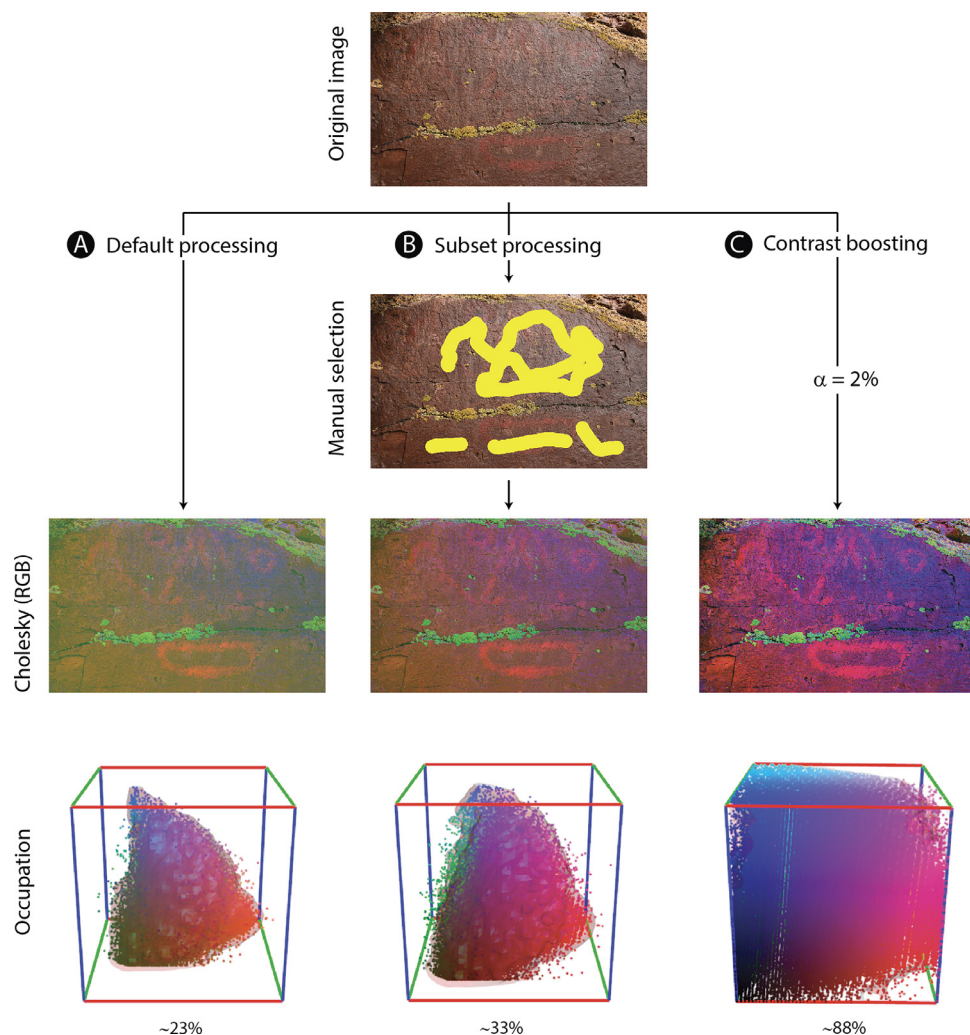 Original image
A Default processing
B Subset processing
C Contrast boosting
Manual selection
α = 2%
Cholesky (RGB)
Occupation
~23%
~33%
~88%